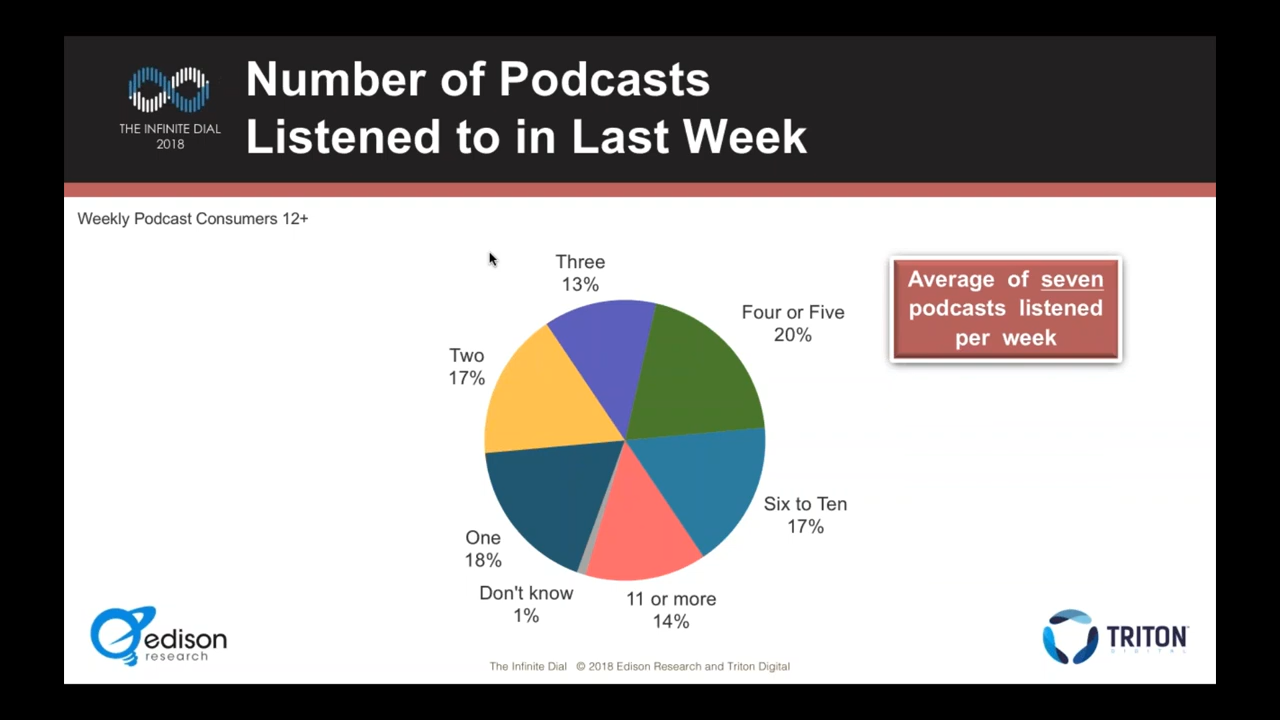 THE INFINITE DIAL
2018
Number of Podcasts
Listened to in Last Week
Weekly Podcast Consumers 12+
Three
13%
Four or Five
20%
Average of seven
podcasts listened
per week
Two
17%
Six to Ten
17%
One
18%
Don't know
1%
11 or more
14%
edison
research
TRITON
DIGITAL
The Infinite Dial © 2018 Edison Research and Triton Digital